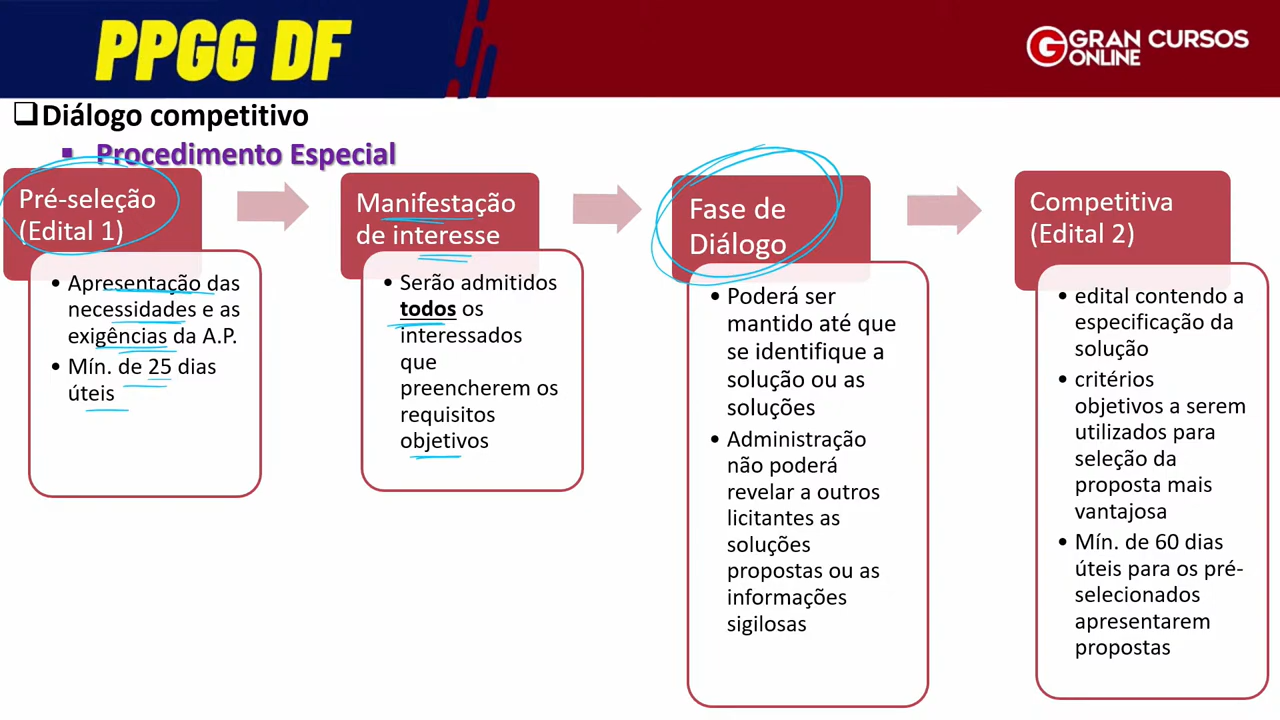 PPGG DF
GRAN CURSOS
ONLINE
Diálogo competitivo
Procedimento Especial
Pré-seleção
(Edital 1)
• Apresentação das
necessidades e as
exigências da A.P.
• Mín. de 25 dias
úteis
Manifestação
de interesse
• Serão admitidos
todos os
interessados
que
preencherem os
requisitos
objetivos
Fase de
Diálogo
• Poderá ser
mantido até que
se identifique a
solução ou as
soluções
• Administração
não poderá
revelar a outros
licitantes as
soluções
propostas ou as
informações
sigilosas
Competitiva
(Edital 2)
• edital contendo a
especificação da
solução
• critérios
objetivos a serem
utilizados para
seleção da
proposta mais
vantajosa
• Mín. de 60 dias
úteis para os pré-
selecionados
apresentarem
propostas